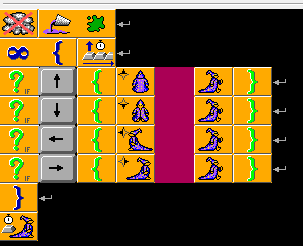 ∞ {
? IF ↑ { }
? IF ↓ { }
? IF ← { }
? IF → { }
}